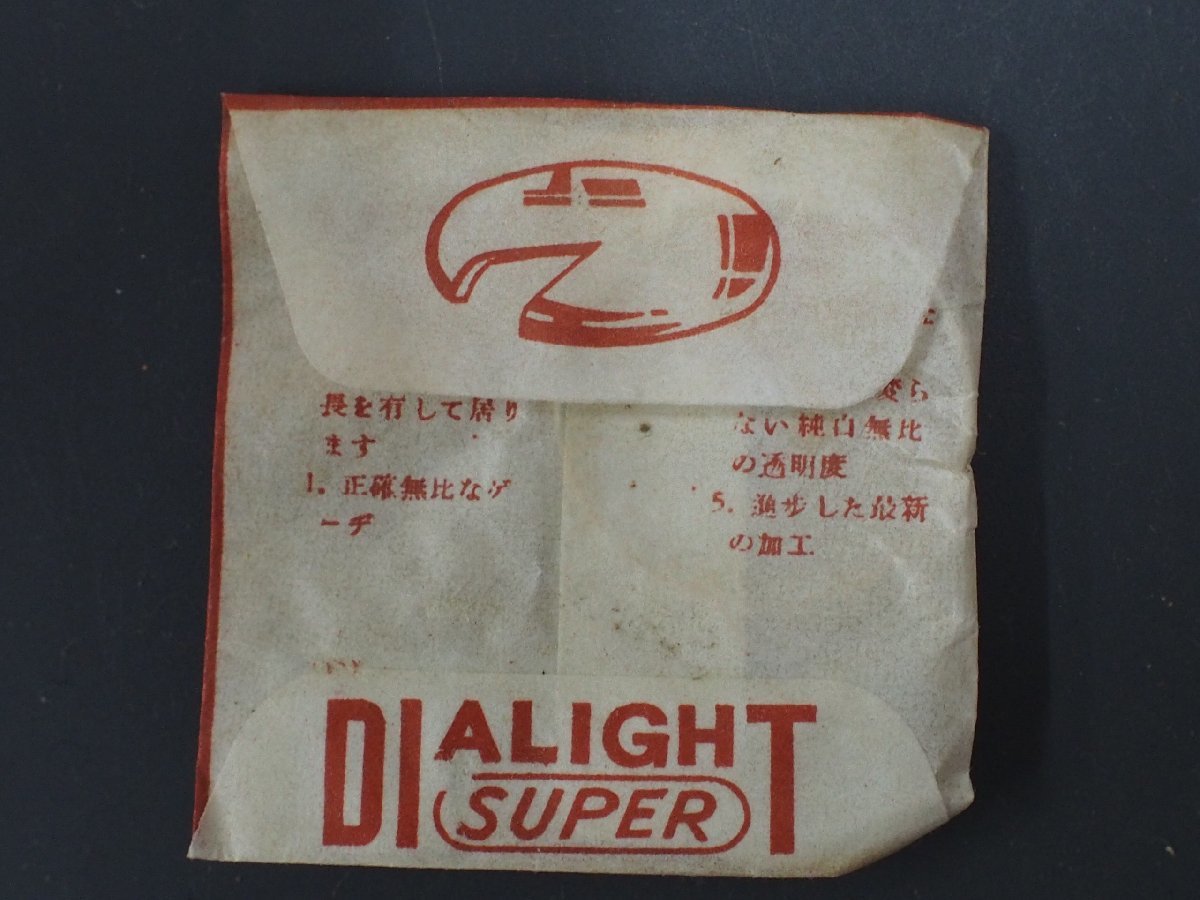 長を有して居り
ます
1. 正確無比なゲ
ーヂ
変ら
ない純白無比
の透明度
5. 進歩した最新
の加工
DIALIGHT
SUPER